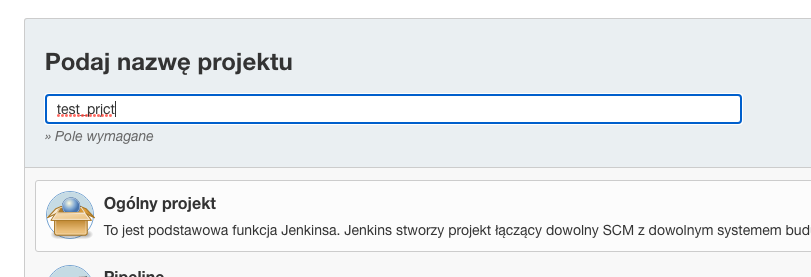 Podaj nazwę projektu
test_prjct
» Pole wymagane
Ogólny projekt
To jest podstawowa funkcja Jenkinsa. Jenkins stworzy projekt łączący dowolny SCM z dowolnym systemem bud
Pipeline